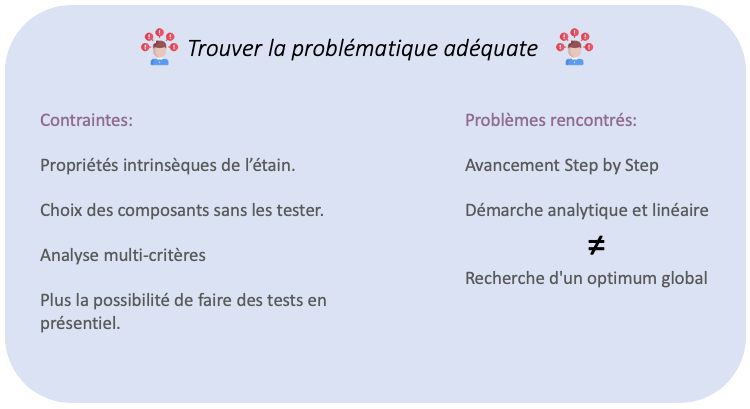 Trouver la problématique adéquate
Contraintes:
Propriétés intrinsèques de l’étain.
Choix des composants sans les tester.
Analyse multi-critères
Plus la possibilité de faire des tests en
présentiel.
Problèmes rencontrés:
Avancement Step by Step
Démarche analytique et linéaire
≠
Recherche d'un optimum global